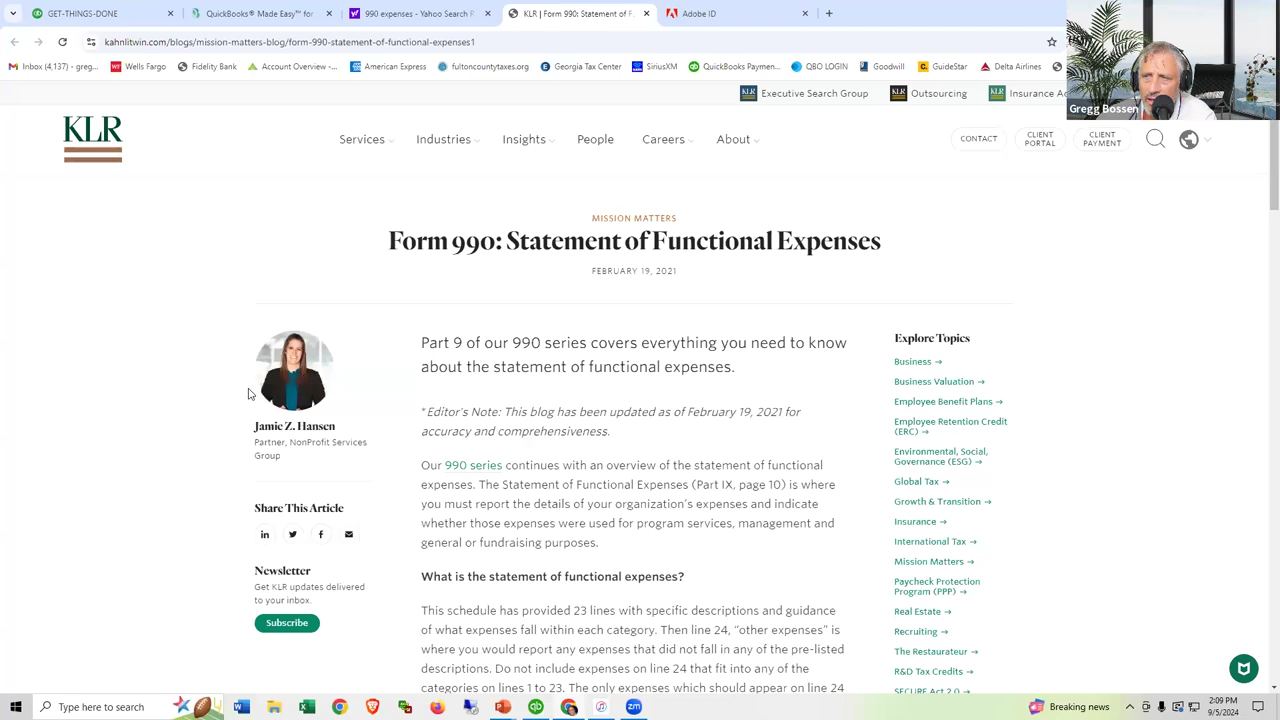 GET-THINGS-DONE
QuickBooks® Made Easy™ for
990 expenses - Yahoo Search R
KLR | Form 990: Statement of F
Adobe ID
kahnlitwin.com/blogs/mission-matters-blog/form-990-statement-of-functional-expenses1
Inbox (4,137) - greg...
Wells Fargo
Fidelity Bank
Account Overview -...
American Express
fultoncountytaxes.org
Georgia Tax Center
SiriusXM
QuickBooks Paymen...
QBO LOGIN
Goodwill
GuideStar
Delta Airlines
Executive Search Group
Outsourcing
Insurance Ad
Gregg Bossen
KLR
Services
Industries
Insights
People
Careers
About
CONTACT
CLIENT
PORTAL
CLIENT
PAYMENT
MISSION MATTERS
Form 990: Statement of Functional Expenses
FEBRUARY 19, 2021
Jamie Z. Hansen
Partner, NonProfit Services
Group
Share This Article
Newsletter
Get KLR updates delivered
to your inbox.
Subscribe
Part 9 of our 990 series covers everything you need to know
about the statement of functional expenses.
*Editor's Note: This blog has been updated as of February 19, 2021 for
accuracy and comprehensiveness.
Our 990 series continues with an overview of the statement of functional
expenses. The Statement of Functional Expenses (Part IX, page 10) is where
you must report the details of your organization's expenses and indicate
whether those expenses were used for program services, management and
general or fundraising purposes.
What is the statement of functional expenses?
This schedule has provided 23 lines with specific descriptions and guidance
of what expenses fall within each category. Then line 24, "other expenses" is
where you would report any expenses that did not fall in any of the pre-listed
descriptions. Do not include expenses on line 24 that fit into any of the
categories on lines 1 to 23. The only expenses which should appear on line 24
Explore Topics
Business →
Business Valuation →
Employee Benefit Plans →
Employee Retention Credit
(ERC) →
Environmental, Social,
Governance (ESG) →
Global Tax →
Growth & Transition →
Insurance →
International Tax →
Mission Matters →
Paycheck Protection
Program (PPP) →
Real Estate →
Recruiting →
The Restaurateur →
R&D Tax Credits →
SECURE Act 2.0 →
Type here to search
Breaking news
2:09 PM
9/5/2024